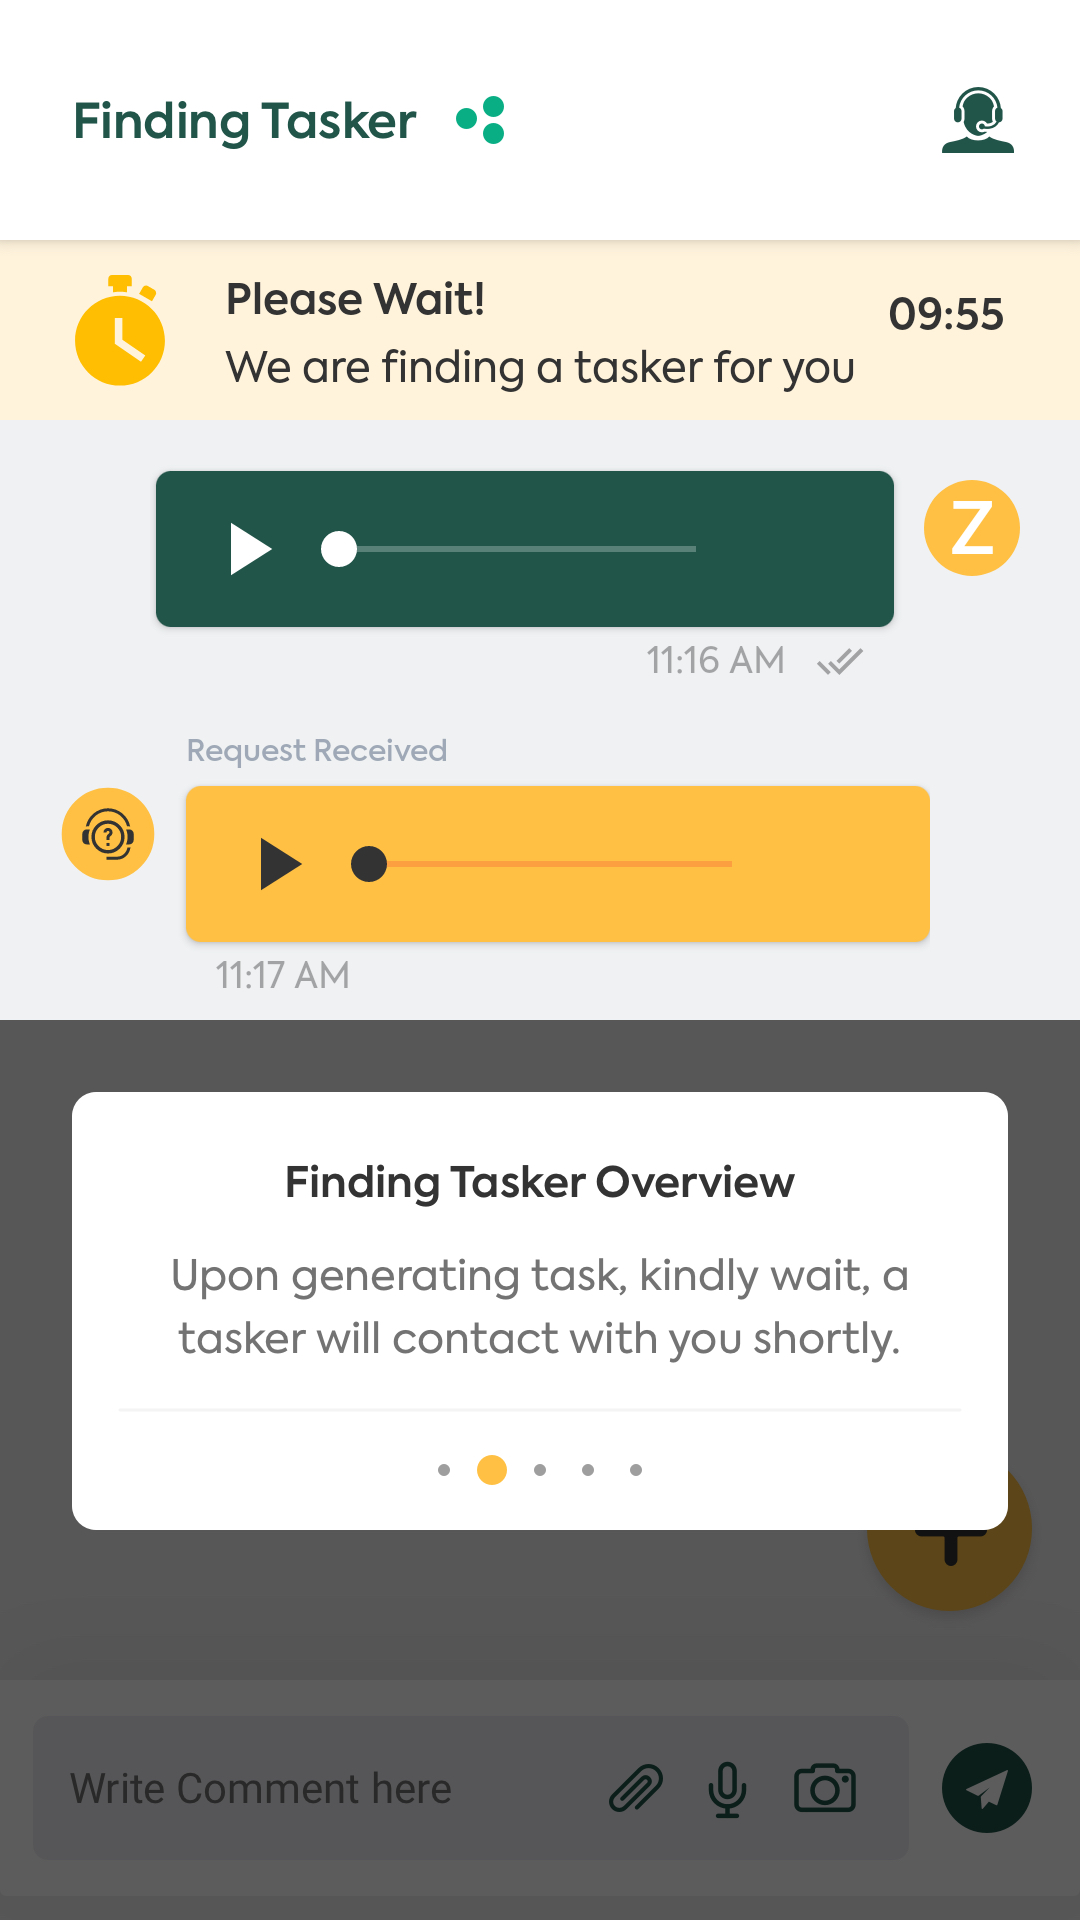 Finding Tasker
Please Wait!
09:55
We are finding a tasker for you
Z
11:16 AM
Request Received
?
11:17 AM
Finding Tasker Overview
Upon generating task, kindly wait, a
tasker will contact with you shortly.
Write Comment here